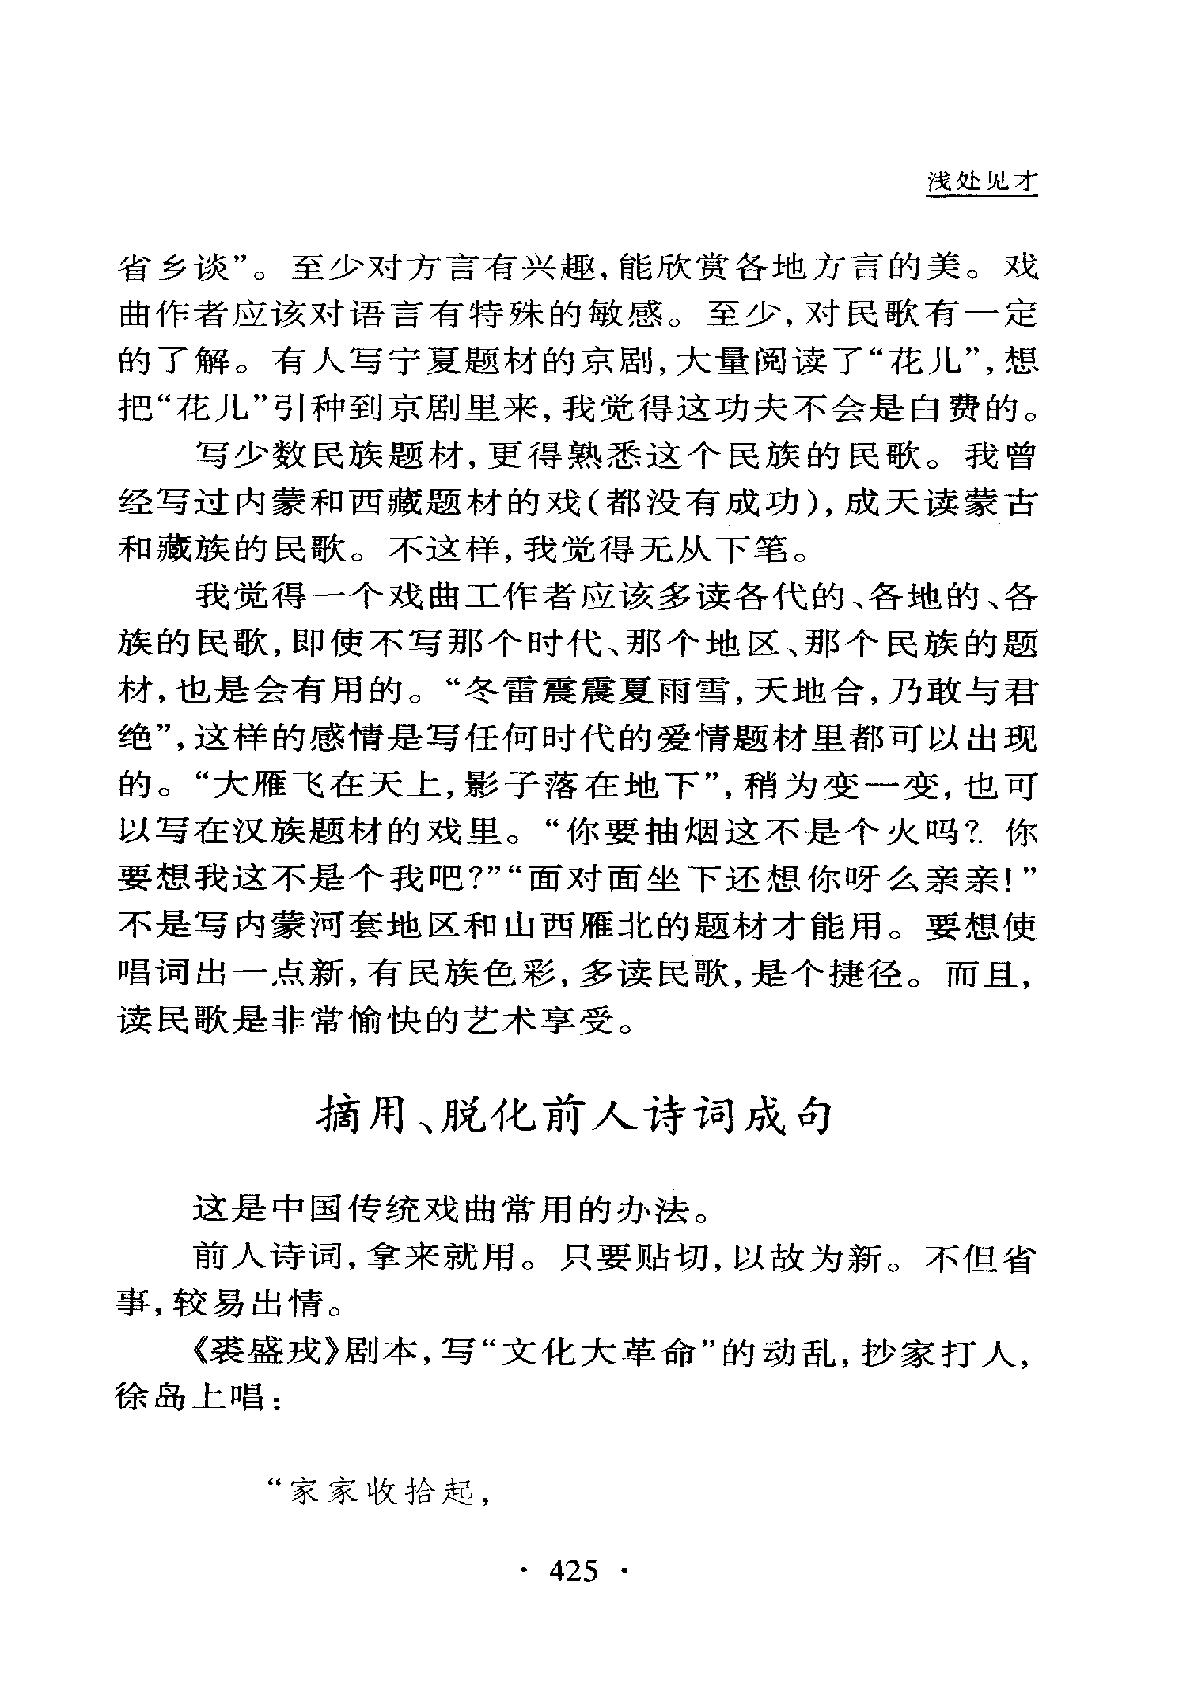 浅处见才
省乡谈”。至少对方言有兴趣，能欣赏各地方言的美。戏
曲作者应该对语言有特殊的敏感。至少，对民歌有一定
的了解。有人写宁夏题材的京剧，大量阅读了“花儿”，想
把“花儿”引种到京剧里来，我觉得这功夫不会是白费的。
写少数民族题材，更得熟悉这个民族的民歌。我曾
经写过内蒙和西藏题材的戏（都没有成功），成天读蒙古
和藏族的民歌。不这样，我觉得无从下笔。
我觉得一个戏曲工作者应该多读各代的、各地的、各
族的民歌，即使不写那个时代、那个地区、那个民族的题
材，也是会有用的。“冬雷震震夏雨雪，天地合，乃敢与君
绝”，这样的感情是写任何时代的爱情题材里都可以出现
的。“大雁飞在天上，影子落在地下”，稍为变一变，也可
以写在汉族题材的戏里。“你要抽烟这不是个火吗？你
要想我这不是个我吧？”“面对面坐下还想你呀么亲亲！”
不是写内蒙河套地区和山西雁北的题材才能用。要想使
唱词出一点新，有民族色彩，多读民歌，是个捷径。而且，
读民歌是非常愉快的艺术享受。
摘用、脱化前人诗词成句
这是中国传统戏曲常用的办法。
前人诗词，拿来就用。只要贴切，以故为新。不但省
事，较易出情。
《裘盛戎》剧本，写“文化大革命”的动乱，抄家打人，
徐岛上唱：
“家家收拾起，
· 425 ·